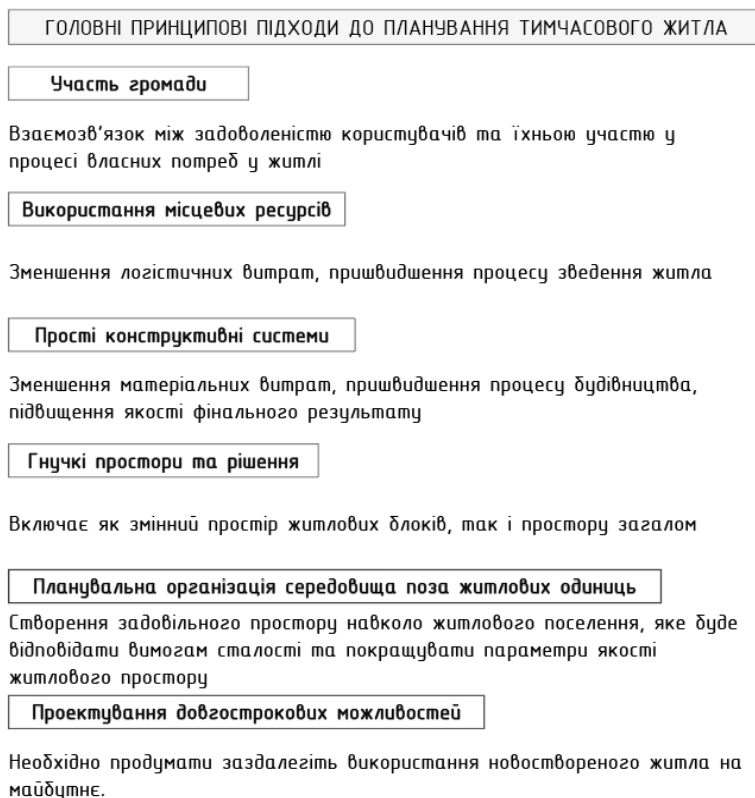 ГОЛОВНІ ПРИНЦИПОВІ ПІДХОДИ ДО ПЛАНУВАННЯ ТИМЧАСОВОГО ЖИТЛА
Участь громади
Взаємозв'язок між задоволеністю користувачів та їхньою участю у
процесі власних потреб у житлі
Використання місцевих ресурсів
Зменшення логістичних витрат, пришвидшення процесу зведення житла
Прості конструктивні системи
Зменшення матеріальних витрат, пришвидшення процесу будівництва,
підвищення якості фінального результату
Гнучкі простори та рішення
Включає як змінний простір житлових блоків, так і простору загалом
Планувальна організація середовища поза житлових одиниць
Створення задовільного простору навколо житлового поселення, яке буде
відповідати вимогам сталості та покращувати параметри якості
житлового простору
Проектування довгострокових можливостей
Необхідно продумати заздалегіть використання новоствореного житла на
майбутнє.